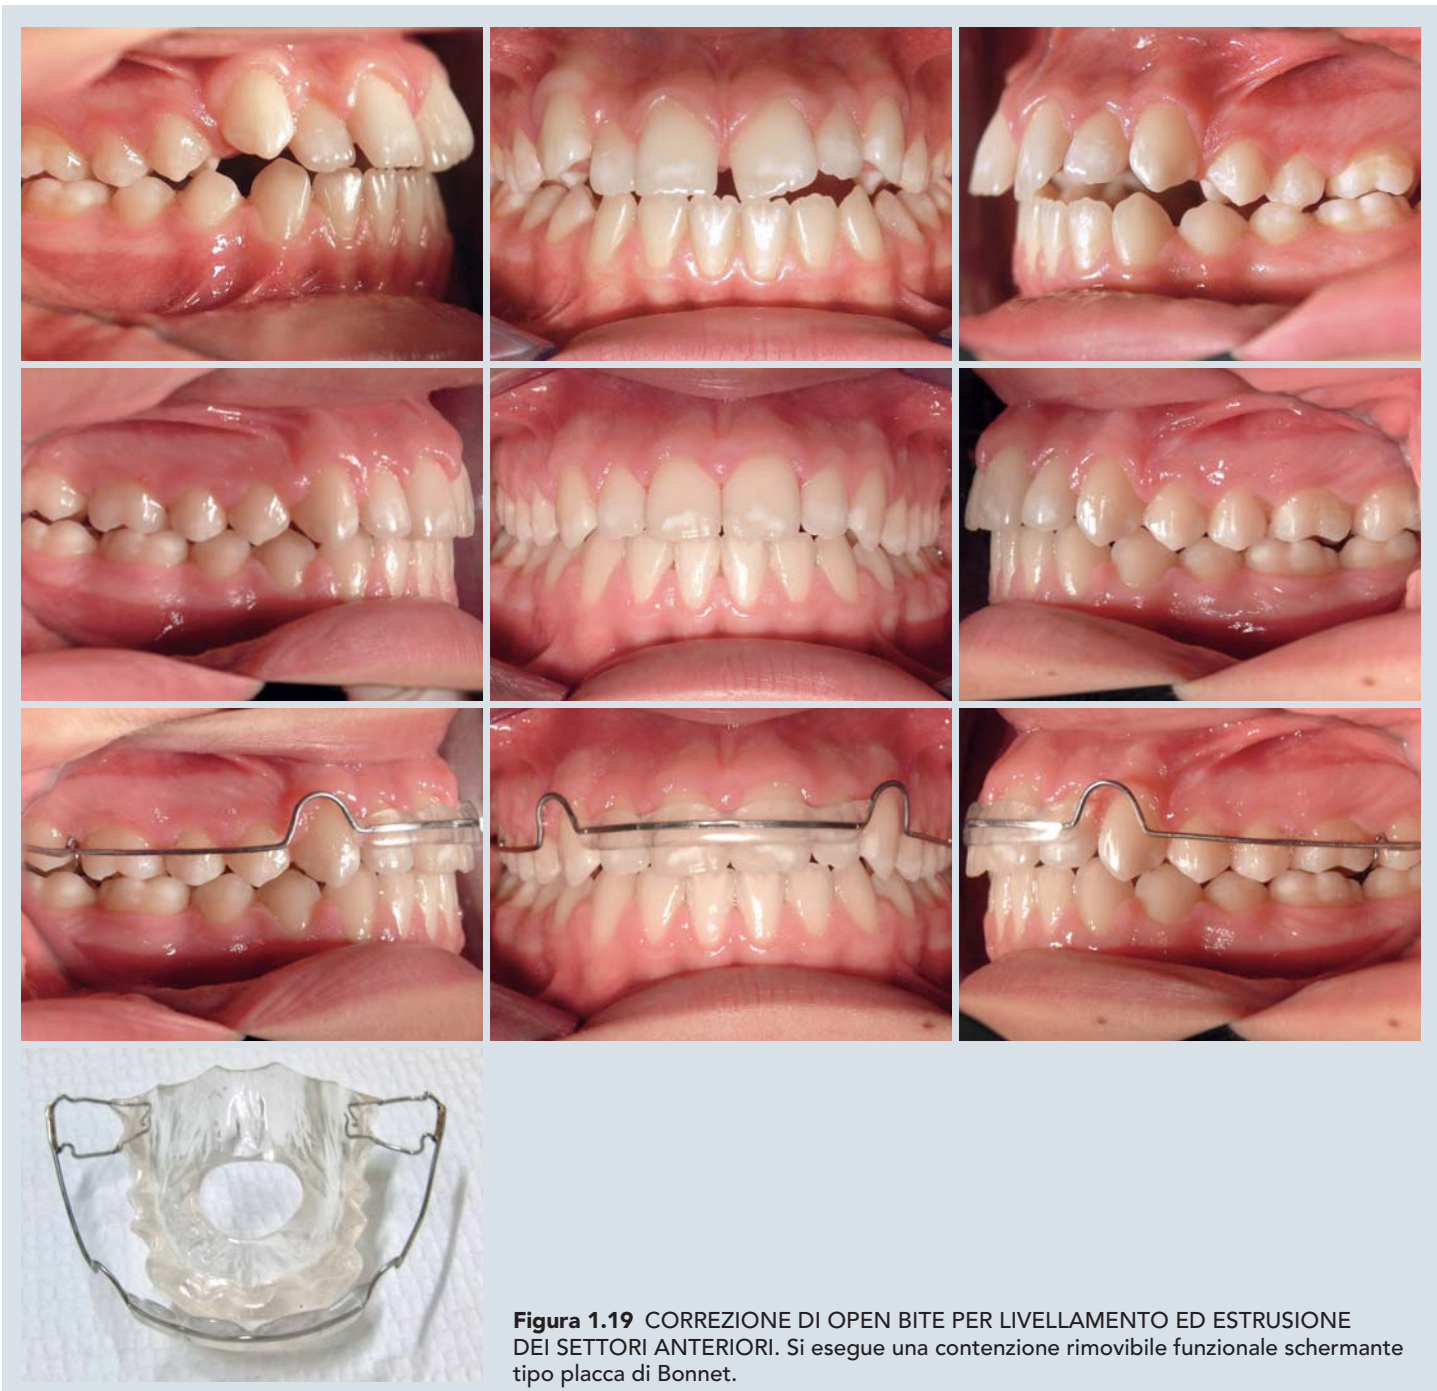 Figura 1.19 CORREZIONE DI OPEN BITE PER LIVELLAMENTO ED ESTRUSIONE
DEI SETTORI ANTERIORI. Si esegue una contenzione rimovibile funzionale schermante
tipo placca di Bonnet.